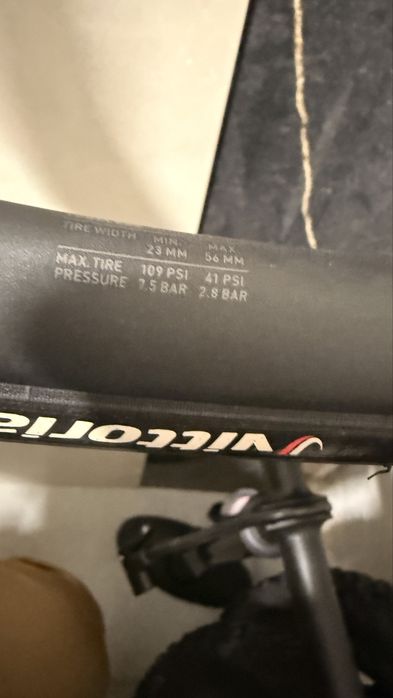 TIRE WIDTH MIN. MAX.
23 MM 56 MM
MAX. TIRE 109 PSI 41 PSI
PRESSURE 7.5 BAR 2.8 BAR
vittoria